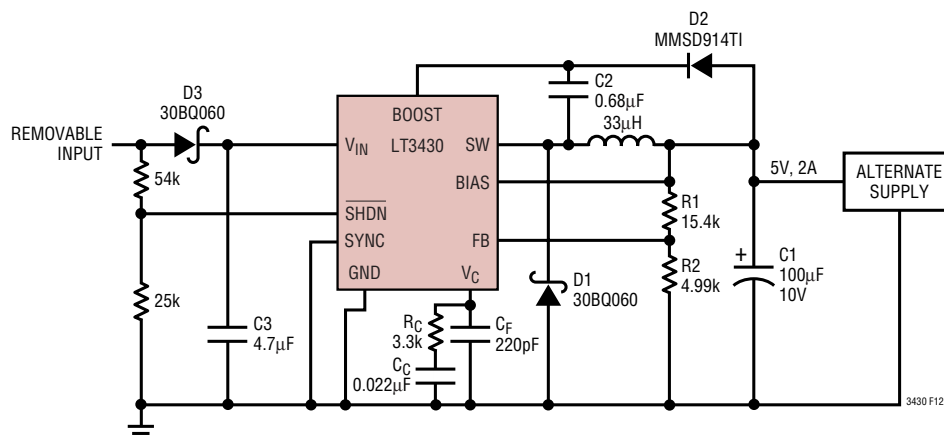 D2
MMSD914TI
C2
0.68µF
33µH
D3
30BQ060
REMOVABLE
INPUT
54k
25k
C3
4.7µF
BOOST
LT3430
VIN
SW
BIAS
SHDN
SYNC
FB
GND
VC
RC
3.3k
CC
0.022µF
CF
220pF
D1
30BQ060
R1
15.4k
R2
4.99k
5V, 2A
ALTERNATE
SUPPLY
+
C1
100µF
10V
3430 F12